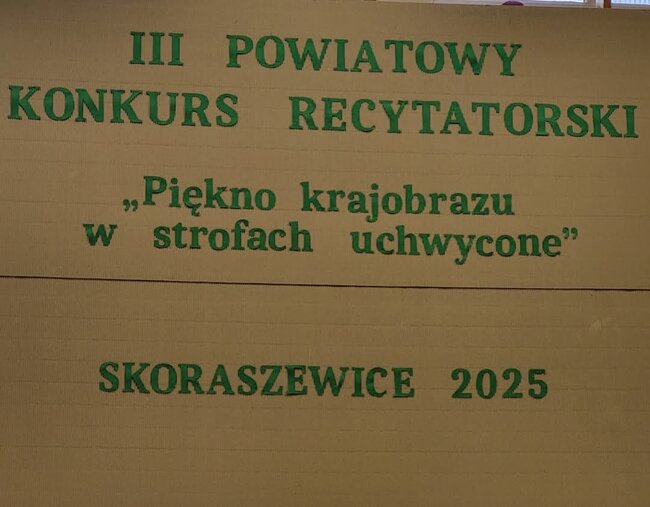 III POWIATOWY
KONKURS RECYTATORSKI
„Piękno krajobrazu
w strofach uchwycone”
SKORASZEWICE 2025